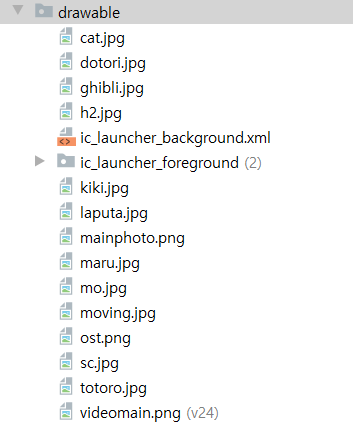 drawable
cat.jpg
dotori.jpg
ghibli.jpg
h2.jpg
ic_launcher_background.xml
ic_launcher_foreground (2)
kiki.jpg
laputa.jpg
mainphoto.png
maru.jpg
mo.jpg
moving.jpg
ost.png
sc.jpg
totoro.jpg
videomain.png (v24)